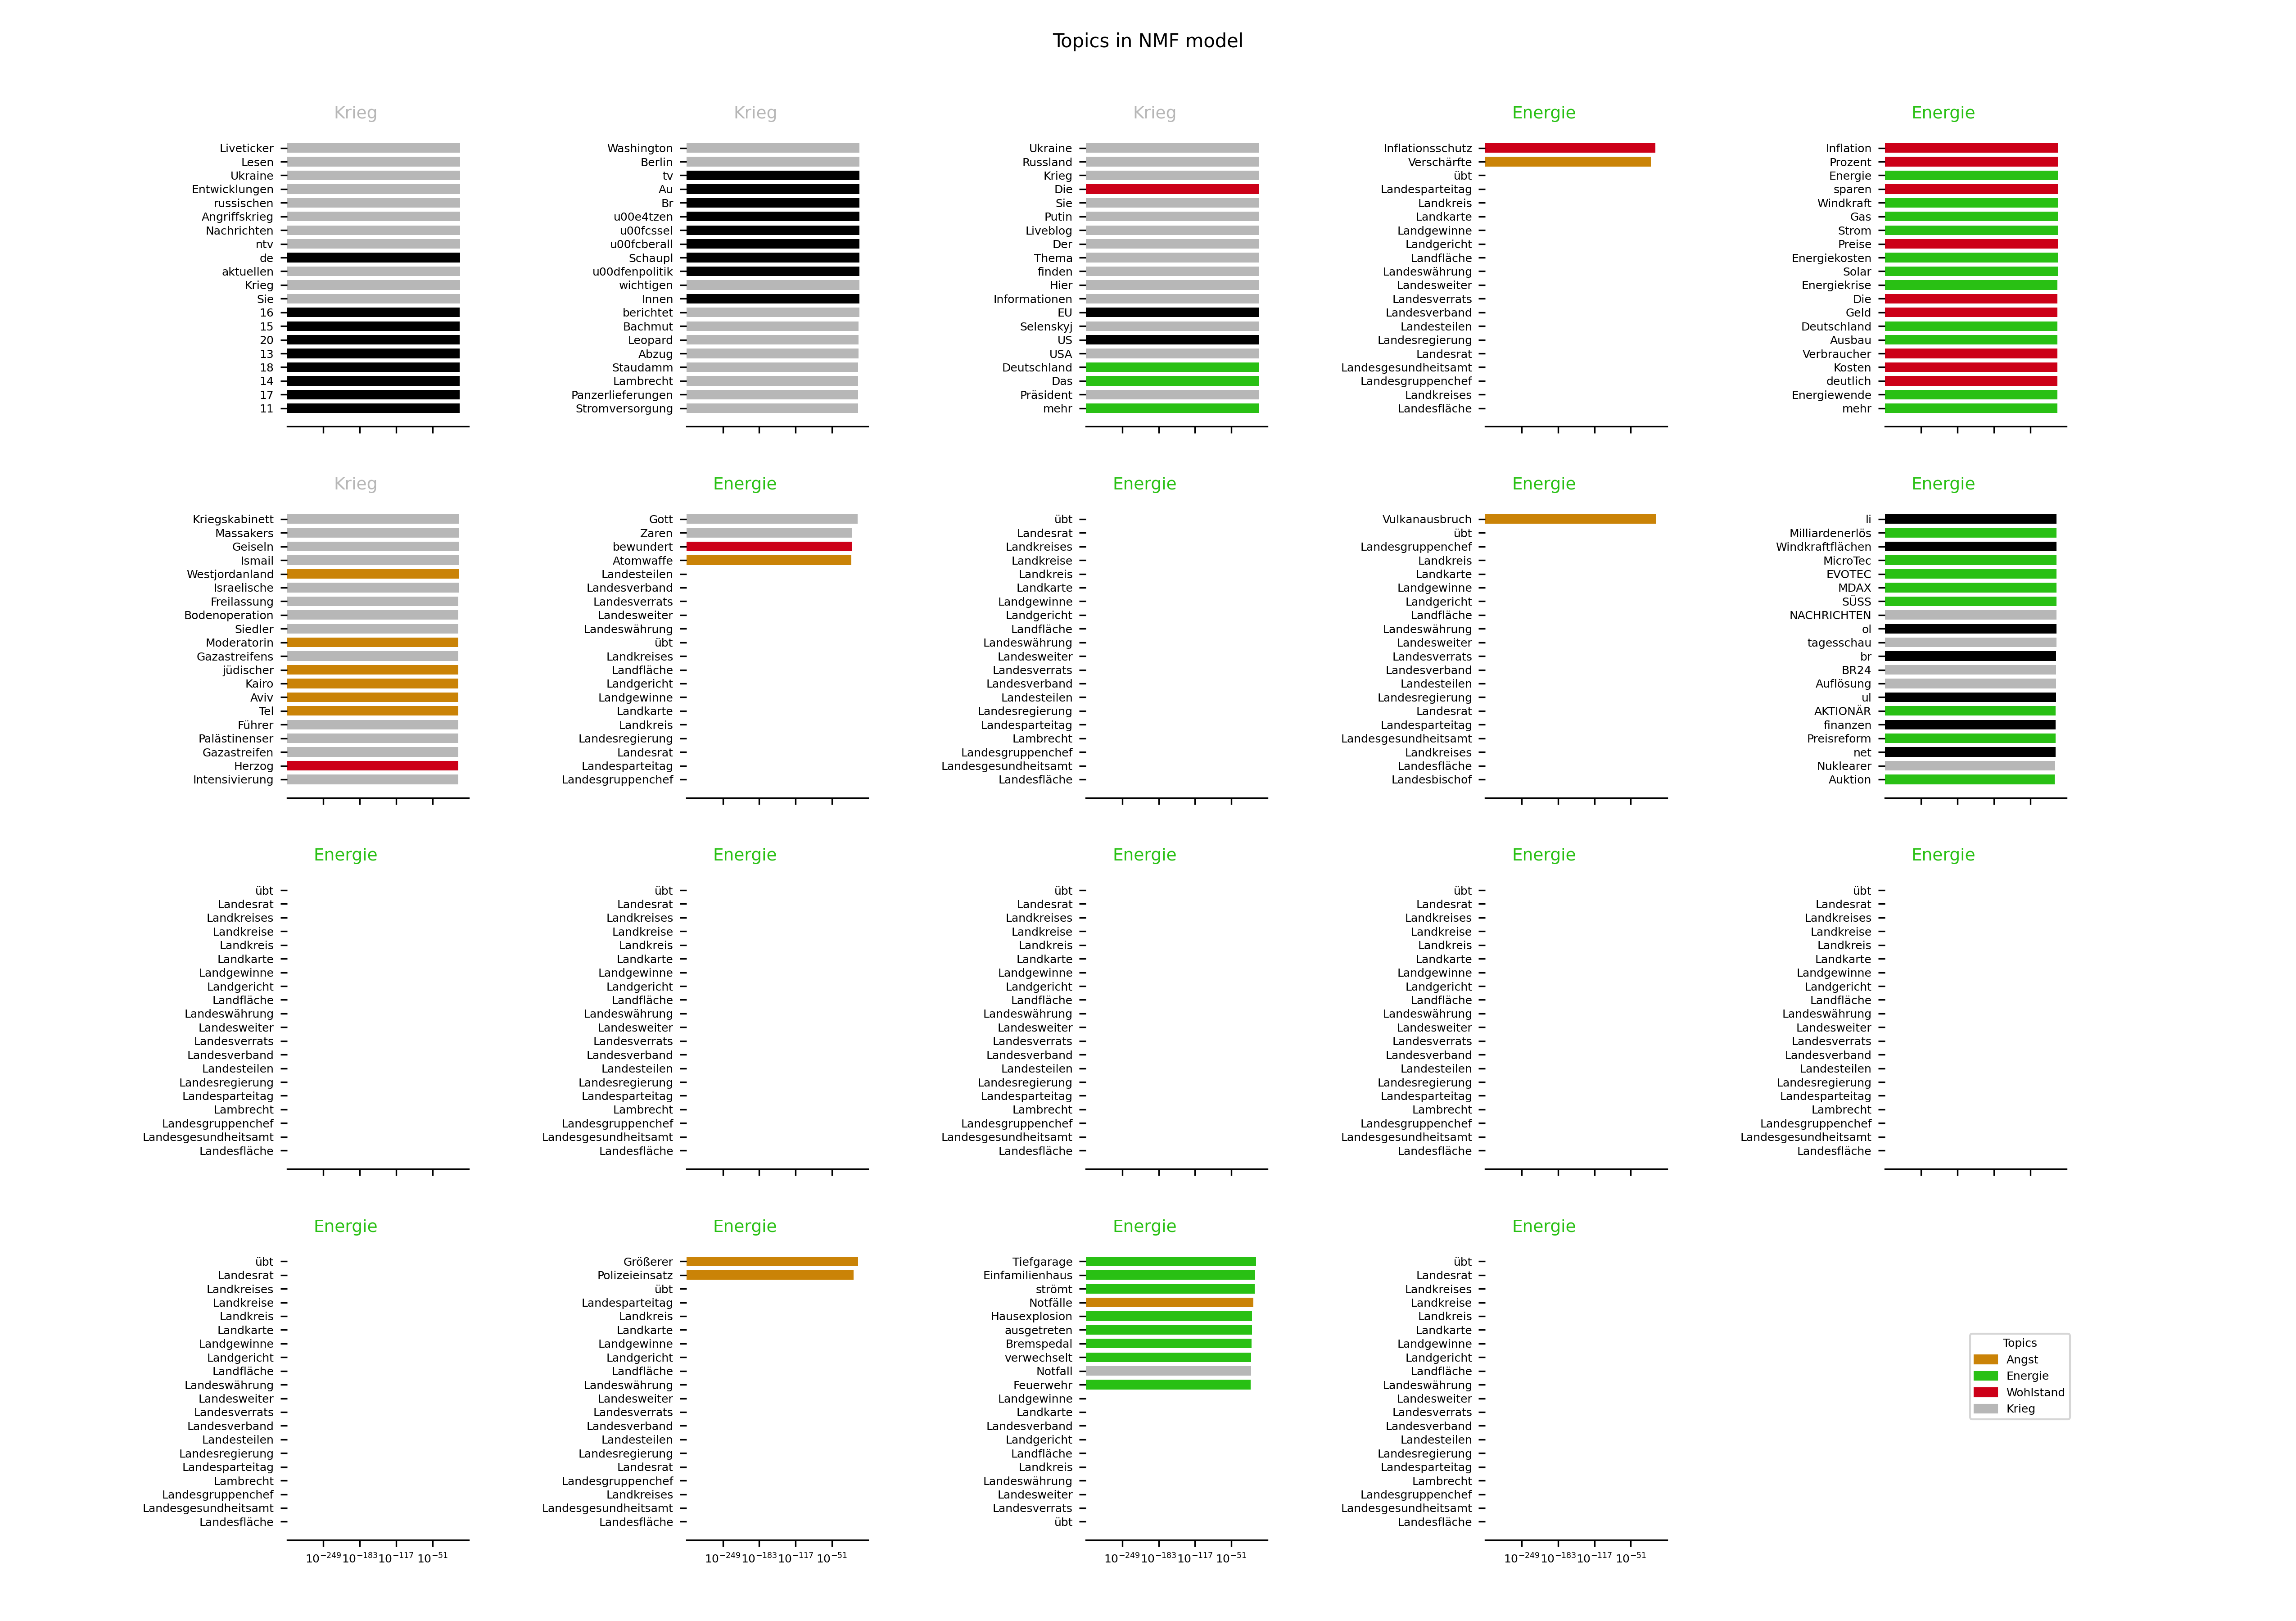 Topics in NMF model
Krieg
Liveticker
Lesen
Ukraine
Entwicklungen
russischen
Angriffskrieg
Nachrichten
ntv
de
aktuellen
Krieg
Sie
16
15
20
13
18
14
17
11
Krieg
Washington
Berlin
tv
Au
Br
u00e4tzen
u00fcssel
u00fcberall
Schaupl
u00dfenpolitik
wichtigen
Innen
berichtet
Bachmut
Leopard
Abzug
Staudamm
Lambrecht
Panzerlieferungen
Stromversorgung
Krieg
Ukraine
Russland
Krieg
Die
Sie
Putin
Liveblog
Der
Thema
finden
Hier
Informationen
EU
Selenskyj
US
USA
Deutschland
Das
Präsident
mehr
Energie
Inflationsschutz
Verschärfte
übt
Landesparteitag
Landkreis
Landkarte
Landgewinne
Landgericht
Landfläche
Landeswährung
Landesweiter
Landesverrats
Landesverband
Landesteilen
Landesregierung
Landesrat
Landesgesundheitsamt
Landesgruppenchef
Landkreises
Landesfläche
Energie
Inflation
Prozent
Energie
sparen
Windkraft
Gas
Strom
Preise
Energiekosten
Solar
Energiekrise
Die
Geld
Deutschland
Ausbau
Verbraucher
Kosten
deutlich
Energiewende
mehr
Krieg
Kriegskabinett
Massakers
Geiseln
Ismail
Westjordanland
Israelische
Freilassung
Bodenoperation
Siedler
Moderatorin
Gazastreifens
jüdischer
Kairo
Aviv
Tel
Führer
Palästinenser
Gazastreifen
Herzog
Intensivierung
Energie
Gott
Zaren
bewundert
Atomwaffe
Landesteilen
Landesverband
Landesverrats
Landesweiter
Landeswährung
übt
Landkreises
Landfläche
Landgericht
Landgewinne
Landkarte
Landkreis
Landesregierung
Landesrat
Landesparteitag
Landesgruppenchef
Energie
übt
Landesrat
Landkreises
Landkreise
Landkreis
Landkarte
Landgewinne
Landgericht
Landfläche
Landeswährung
Landesweiter
Landesverrats
Landesverband
Landesteilen
Landesregierung
Landesparteitag
Lambrecht
Landesgruppenchef
Landesgesundheitsamt
Landesfläche
Energie
Vulkanausbruch
übt
Landesgruppenchef
Landkreis
Landkarte
Landgewinne
Landgericht
Landfläche
Landeswährung
Landesweiter
Landesverrats
Landesverband
Landesteilen
Landesregierung
Landesrat
Landesparteitag
Landesgesundheitsamt
Landkreises
Landesfläche
Landesbischof
Energie
li
Milliardenerlös
Windkraftflächen
MicroTec
EVOTEC
MDAX
SÜSS
NACHRICHTEN
ol
tagesschau
br
BR24
Auflösung
ul
AKTIONÄR
finanzen
Preisreform
net
Nuklearer
Auktion
Energie
übt
Landesrat
Landkreises
Landkreise
Landkreis
Landkarte
Landgewinne
Landgericht
Landfläche
Landeswährung
Landesweiter
Landesverrats
Landesverband
Landesteilen
Landesregierung
Landesparteitag
Lambrecht
Landesgruppenchef
Landesgesundheitsamt
Landesfläche
Energie
übt
Landesrat
Landkreises
Landkreise
Landkreis
Landkarte
Landgewinne
Landgericht
Landfläche
Landeswährung
Landesweiter
Landesverrats
Landesverband
Landesteilen
Landesregierung
Landesparteitag
Lambrecht
Landesgruppenchef
Landesgesundheitsamt
Landesfläche
Energie
übt
Landesrat
Landkreises
Landkreise
Landkreis
Landkarte
Landgewinne
Landgericht
Landfläche
Landeswährung
Landesweiter
Landesverrats
Landesverband
Landesteilen
Landesregierung
Landesparteitag
Lambrecht
Landesgruppenchef
Landesgesundheitsamt
Landesfläche
Energie
übt
Landesrat
Landkreises
Landkreise
Landkreis
Landkarte
Landgewinne
Landgericht
Landfläche
Landeswährung
Landesweiter
Landesverrats
Landesverband
Landesteilen
Landesregierung
Landesparteitag
Lambrecht
Landesgruppenchef
Landesgesundheitsamt
Landesfläche
Energie
übt
Landesrat
Landkreises
Landkreise
Landkreis
Landkarte
Landgewinne
Landgericht
Landfläche
Landeswährung
Landesweiter
Landesverrats
Landesverband
Landesteilen
Landesregierung
Landesparteitag
Lambrecht
Landesgruppenchef
Landesgesundheitsamt
Landesfläche
Energie
übt
Landesrat
Landkreises
Landkreise
Landkreis
Landkarte
Landgewinne
Landgericht
Landfläche
Landeswährung
Landesweiter
Landesverrats
Landesverband
Landesteilen
Landesregierung
Landesparteitag
Lambrecht
Landesgruppenchef
Landesgesundheitsamt
Landesfläche
10⁻²⁴⁹ 10⁻¹⁸³ 10⁻¹¹⁷ 10⁻⁵¹
Energie
Größerer
Polizeieinsatz
übt
Landesparteitag
Landkreis
Landkarte
Landgewinne
Landgericht
Landfläche
Landeswährung
Landesweiter
Landesverrats
Landesverband
Landesteilen
Landesregierung
Landesrat
Landesgruppenchef
Landkreises
Landesgesundheitsamt
Landesfläche
10⁻²⁴⁹ 10⁻¹⁸³ 10⁻¹¹⁷ 10⁻⁵¹
Energie
Tiefgarage
Einfamilienhaus
strömt
Notfälle
Hausexplosion
ausgetreten
Bremspedal
verwechselt
Notfall
Feuerwehr
Landgewinne
Landkarte
Landesverband
Landgericht
Landfläche
Landkreis
Landeswährung
Landesweiter
Landesverrats
übt
10⁻²⁴⁹ 10⁻¹⁸³ 10⁻¹¹⁷ 10⁻⁵¹
Energie
übt
Landesrat
Landkreises
Landkreise
Landkreis
Landkarte
Landgewinne
Landgericht
Landfläche
Landeswährung
Landesweiter
Landesverrats
Landesverband
Landesteilen
Landesregierung
Landesparteitag
Lambrecht
Landesgruppenchef
Landesgesundheitsamt
Landesfläche
10⁻²⁴⁹ 10⁻¹⁸³ 10⁻¹¹⁷ 10⁻⁵¹
Topics
Angst
Energie
Wohlstand
Krieg